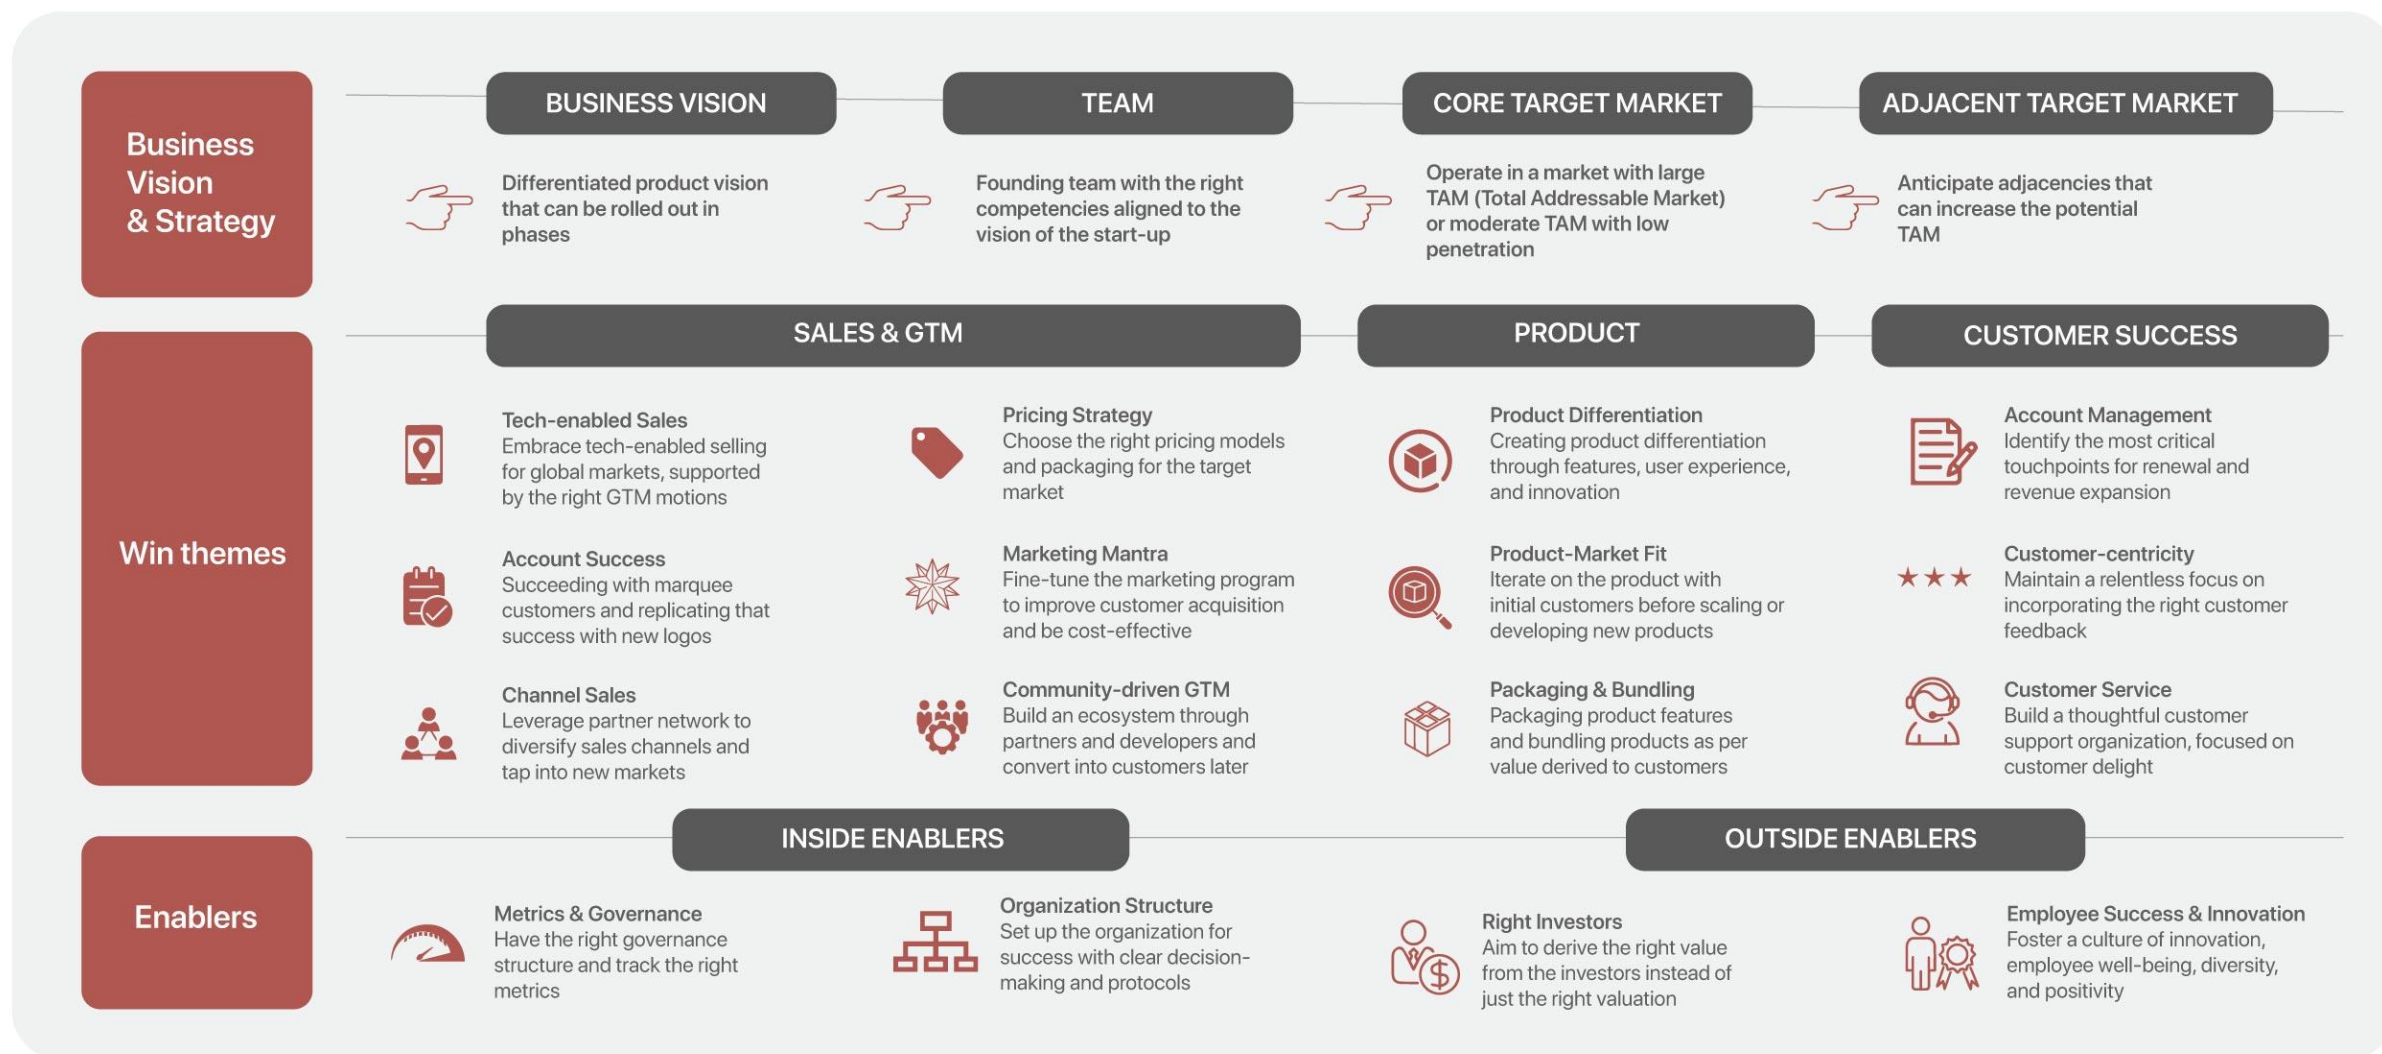 Business
Vision
& Strategy
BUSINESS VISION
Differentiated product vision
that can be rolled out in
phases
TEAM
Founding team with the right
competencies aligned to the
vision of the start-up
CORE TARGET MARKET
Operate in a market with large
TAM (Total Addressable Market)
or moderate TAM with low
penetration
ADJACENT TARGET MARKET
Anticipate adjacencies that
can increase the potential
TAM
Win themes
SALES & GTM
Tech-enabled Sales
Embrace tech-enabled selling
for global markets, supported
by the right GTM motions
Pricing Strategy
Choose the right pricing models
and packaging for the target
market
Account Success
Succeeding with marquee
customers and replicating that
success with new logos
Marketing Mantra
Fine-tune the marketing program
to improve customer acquisition
and be cost-effective
Channel Sales
Leverage partner network to
diversify sales channels and
tap into new markets
Community-driven GTM
Build an ecosystem through
partners and developers and
convert into customers later
PRODUCT
Product Differentiation
Creating product differentiation
through features, user experience,
and innovation
Product-Market Fit
Iterate on the product with
initial customers before scaling or
developing new products
Packaging & Bundling
Packaging product features
and bundling products as per
value derived to customers
CUSTOMER SUCCESS
Account Management
Identify the most critical
touchpoints for renewal and
revenue expansion
Customer-centricity
Maintain a relentless focus on
incorporating the right customer
feedback
Customer Service
Build a thoughtful customer
support organization, focused on
customer delight
Enablers
INSIDE ENABLERS
Metrics & Governance
Have the right governance
structure and track the right
metrics
Organization Structure
Set up the organization for
success with clear decision-
making and protocols
OUTSIDE ENABLERS
Right Investors
Aim to derive the right value
from the investors instead of
just the right valuation
$
Employee Success & Innovation
Foster a culture of innovation,
employee well-being, diversity,
and positivity